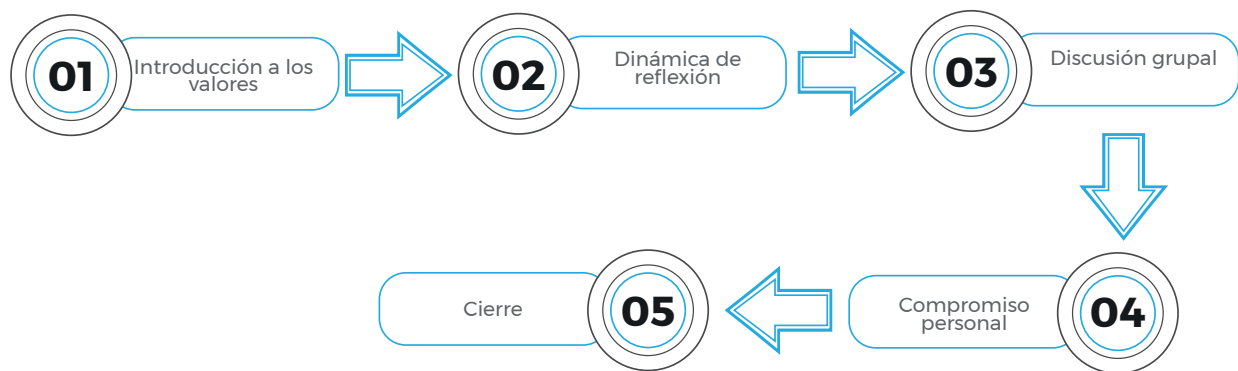 01
Introducción a los
valores
02
Dinámica de
reflexión
03
Discusión grupal
04
Compromiso
personal
05
Cierre